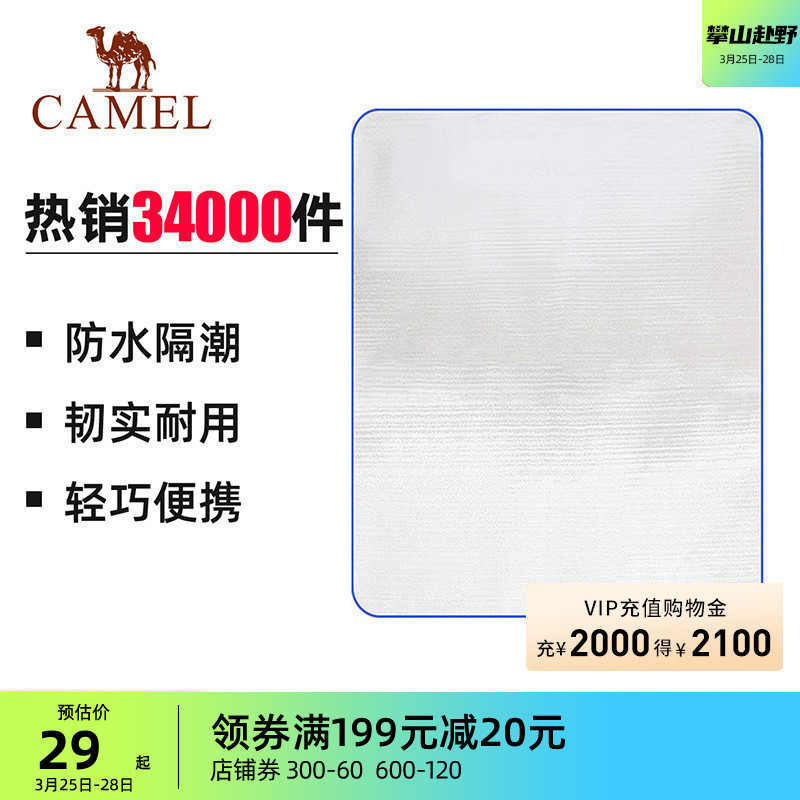 CAMEL
攀山赴野
3月25日-28日
热销34000件
防水隔潮
韧实耐用
轻巧便携
VIP充值购物金
充¥2000得¥2100
预估价
29 起
3月25日-28日
领券满199元减20元
店铺券 300-60 600-120